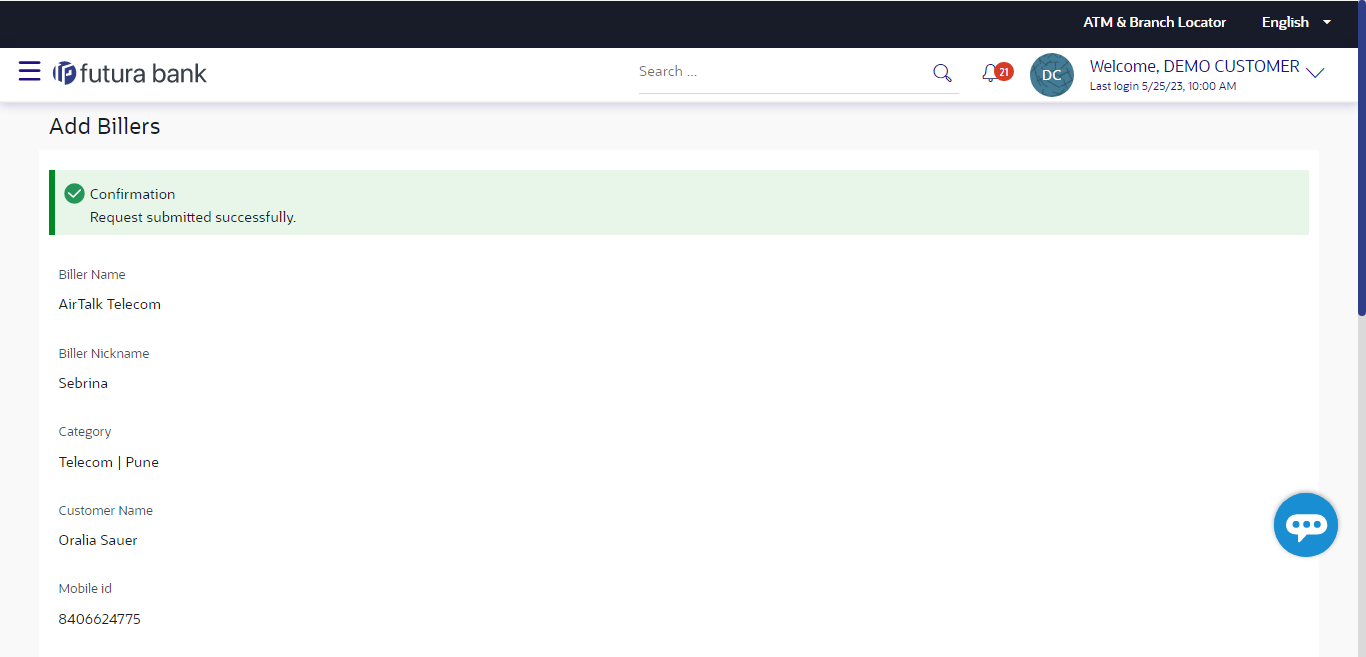 ATM & Branch Locator English
futura bank
Search ...
21
DC
Welcome, DEMO CUSTOMER
Last login 5/25/23, 10:00 AM
Add Billers
Confirmation
Request submitted successfully.
Biller Name
AirTalk Telecom
Biller Nickname
Sebrina
Category
Telecom | Pune
Customer Name
Oralia Sauer
Mobile id
8406624775